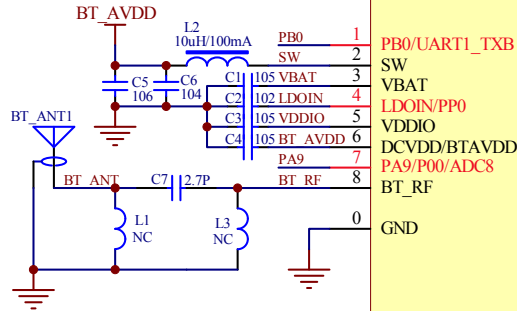 BT_AVDD
L2
10uH/100mA
PB0
1
PB0/UART1_TXB
SW
2
SW
C5
106
C6
104
C1
105
VBAT
3
VBAT
C2
102
LDOIN
4
LDOIN/PP0
C3
105
VDDIO
5
VDDIO
C4
105
BT_AVDD
6
DCVDD/BTAVDD
BT_ANT1
PA9
7
PA9/P00/ADC8
BT_ANT
C7
2.7P
BT_RF
8
BT_RF
L1
NC
L3
NC
0
GND